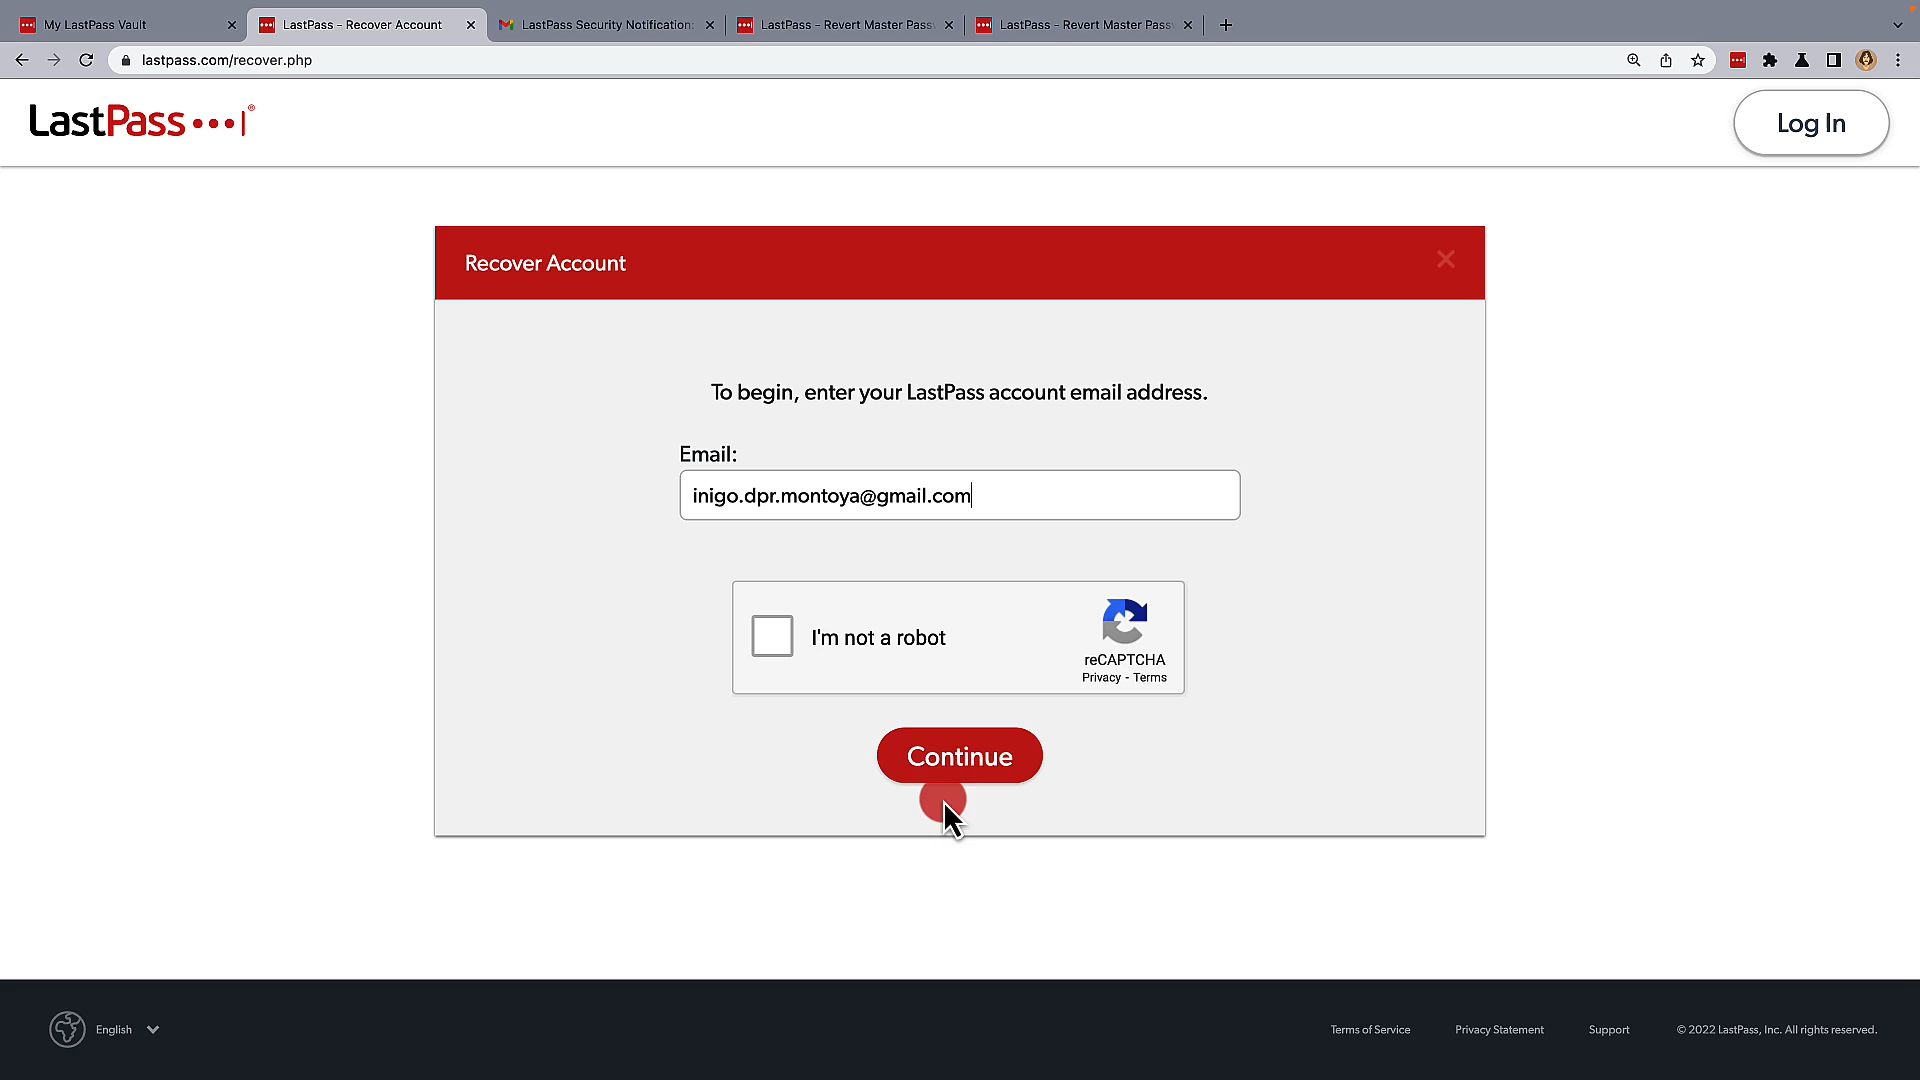 My LastPass Vault
LastPass – Recover Account
LastPass Security Notification:
LastPass – Revert Master Passw
LastPass – Revert Master Passw
lastpass.com/recover.php
LastPass
Log In
Recover Account
To begin, enter your LastPass account email address.
Email:
inigo.dpr.montoya@gmail.com
I'm not a robot
reCAPTCHA
Privacy - Terms
Continue
English
Terms of Service
Privacy Statement
Support
© 2022 LastPass, Inc. All rights reserved.